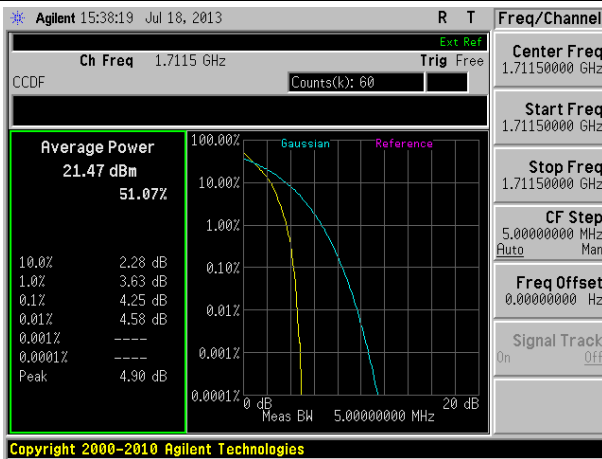 Agilent 15:38:19 Jul 18, 2013 R T
Ext Ref
Ch Freq 1.7115 GHz Trig Free
CCDF Counts(k): 60
Average Power
21.47 dBm
51.07%
10.0% 2.28 dB
1.0% 3.63 dB
0.1% 4.25 dB
0.01% 4.58 dB
0.001% ----
0.0001% ----
Peak 4.90 dB
100.00% Gaussian Reference
10.00%
1.00%
0.10%
0.01%
0.001%
0.0001%
0 dB 20 dB
Meas BW 5.00000000 MHz
Freq/Channel
Center Freq
1.71150000 GHz
Start Freq
1.71150000 GHz
Stop Freq
1.71150000 GHz
CF Step
5.00000000 MHz
Auto Man
Freq Offset
0.00000000 Hz
Signal Track
On Off
Copyright 2000-2010 Agilent Technologies